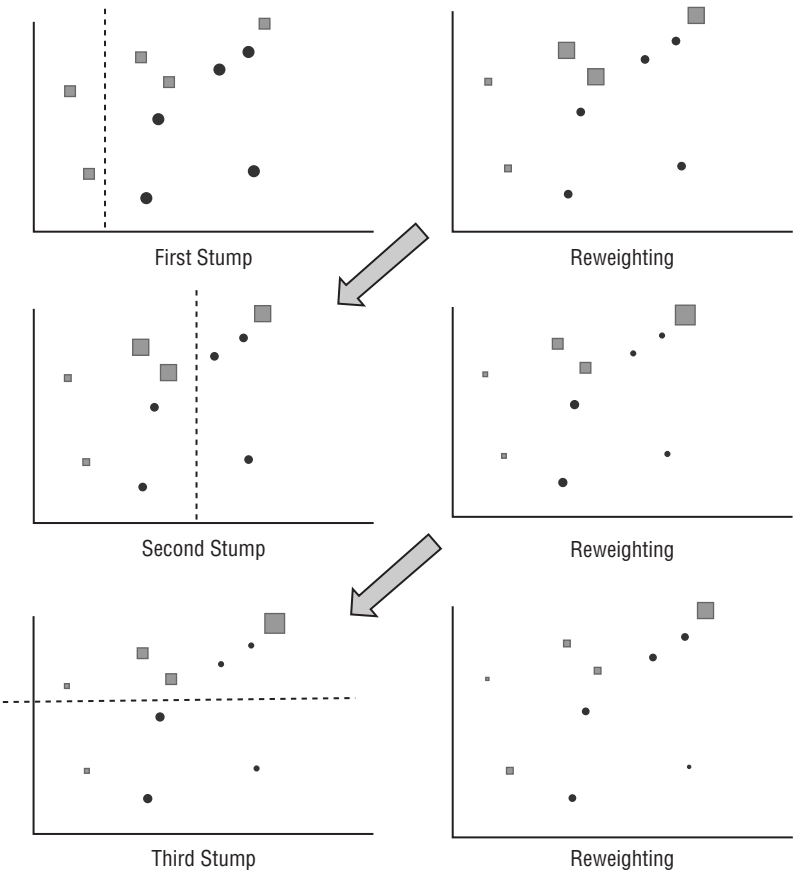 First Stump
Reweighting
Second Stump
Reweighting
Third Stump
Reweighting